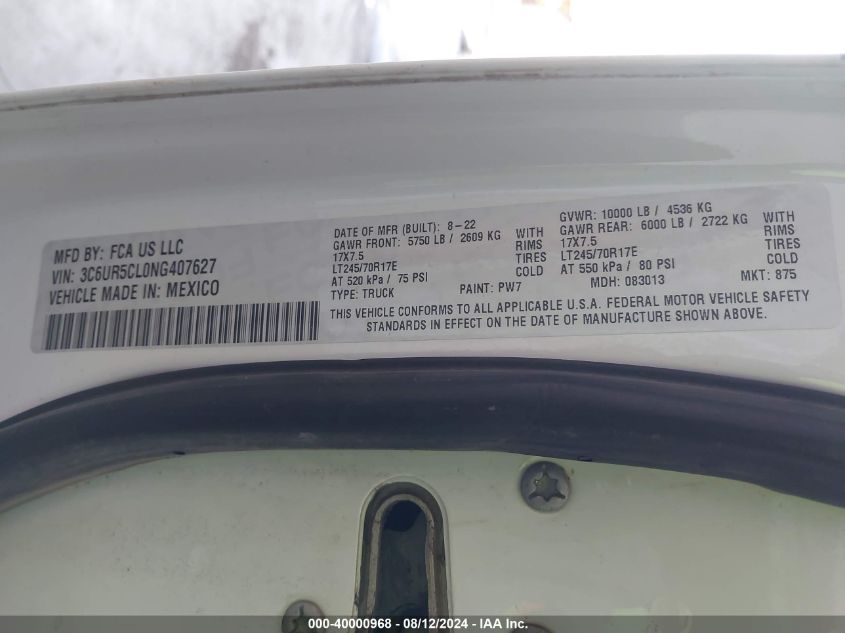 MFD BY: FCA US LLC
VIN: 3C6UR5CL0NG407627
VEHICLE MADE IN: MEXICO
DATE OF MFR (BUILT): 8-22
GAWR FRONT: 5750 LB / 2609 KG WITH
17X7.5 RIMS
LT245/70R17E TIRES
AT 520 kPa / 75 PSI COLD
TYPE: TRUCK PAINT: PW7
GVWR: 10000 LB / 4536 KG
GAWR REAR: 6000 LB / 2722 KG WITH
17X7.5 RIMS
LT245/70R17E TIRES
AT 550 kPa / 80 PSI COLD
MDH: 083013 MKT: 875
THIS VEHICLE CONFORMS TO ALL APPLICABLE U.S.A. FEDERAL MOTOR VEHICLE SAFETY
STANDARDS IN EFFECT ON THE DATE OF MANUFACTURE SHOWN ABOVE.
000-40000968 - 08/12/2024 - IAA Inc.